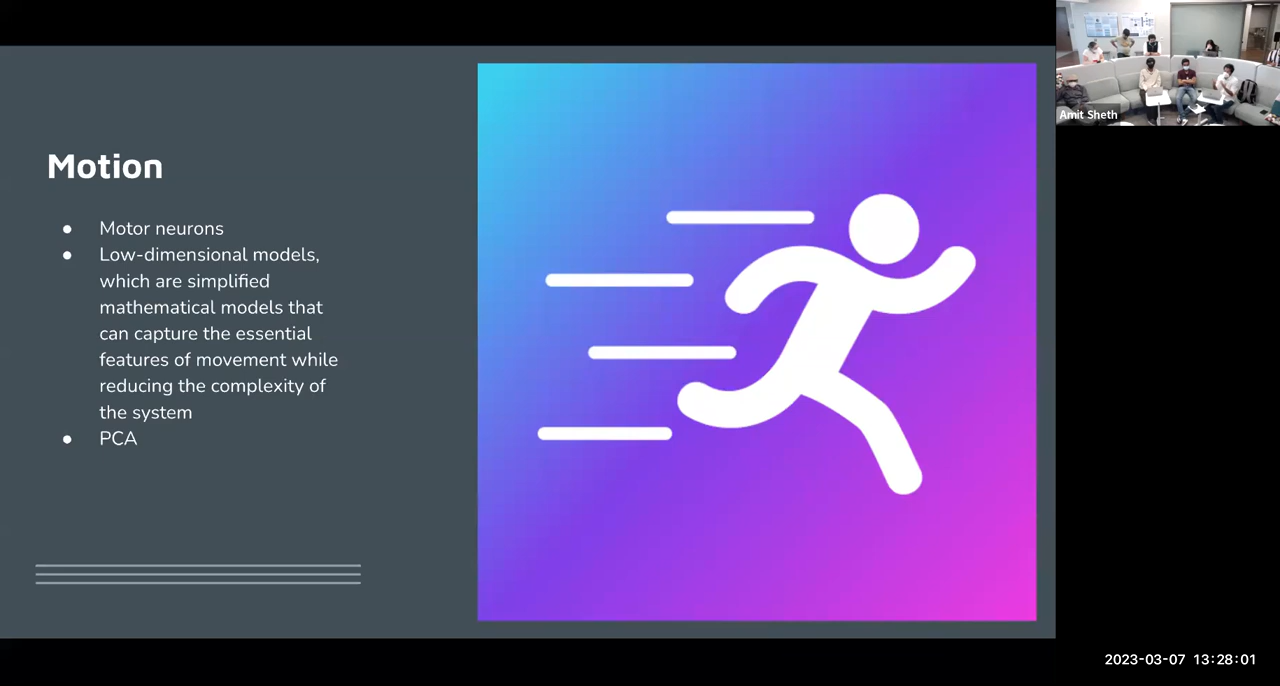 Motion
● Motor neurons
● Low-dimensional models,
which are simplified
mathematical models that
can capture the essential
features of movement while
reducing the complexity of
the system
● PCA
Amit Sheth
2023-03-07 13:28:01